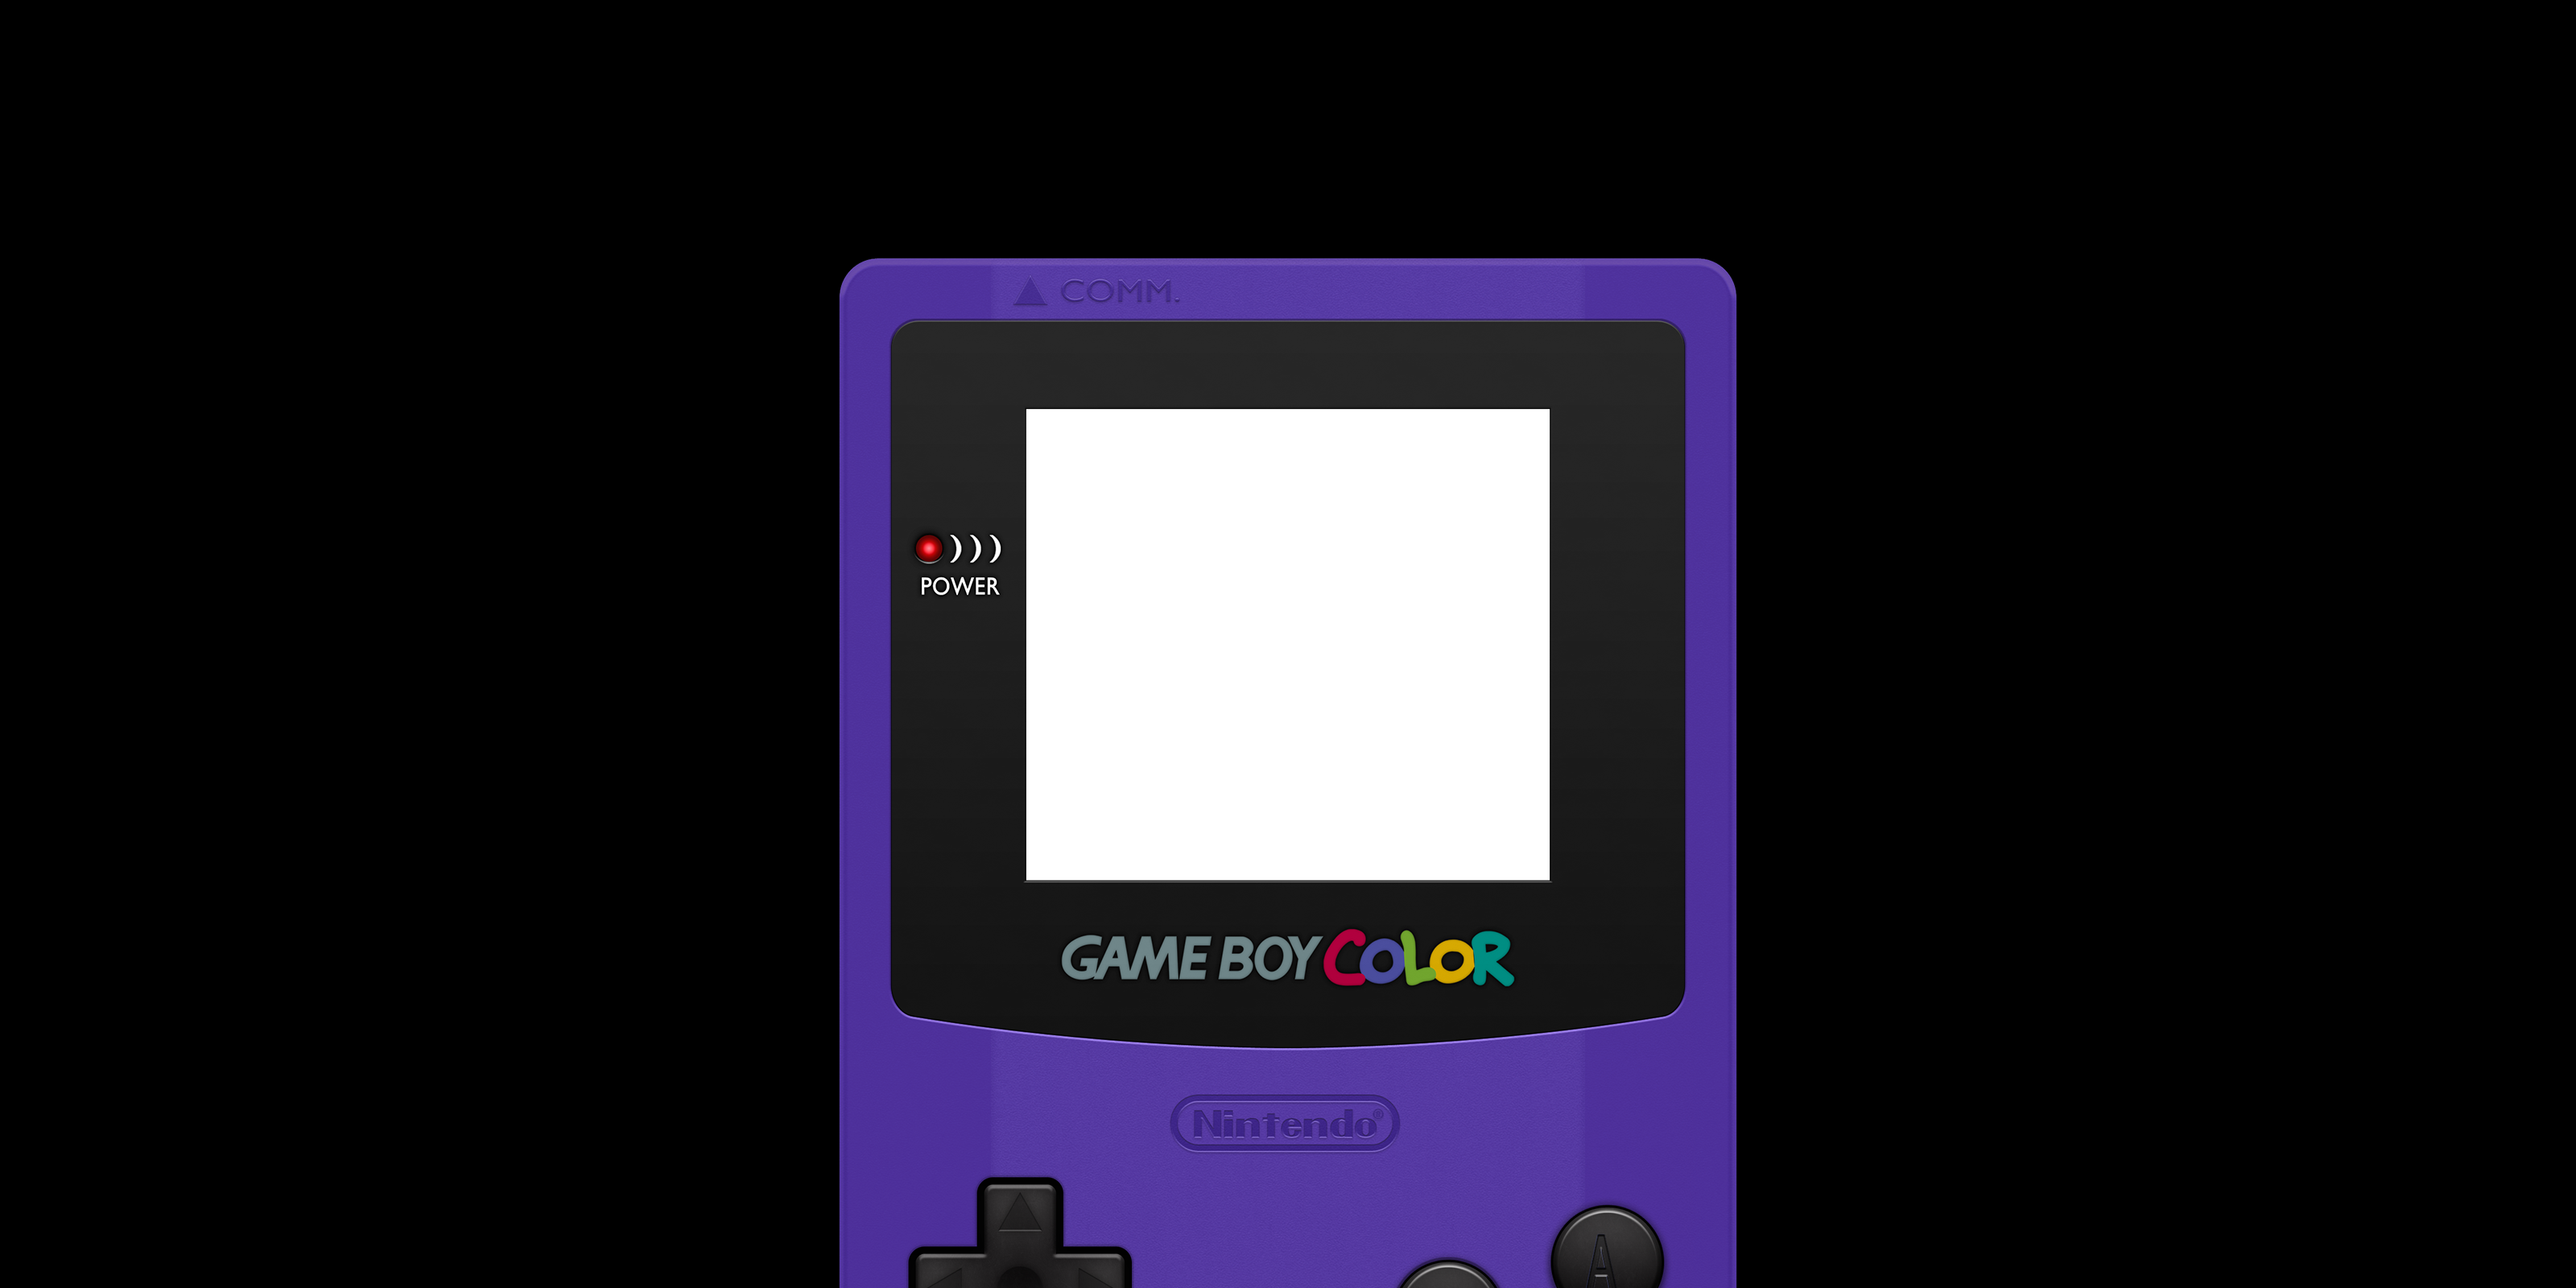 ▲ COMM.
POWER
GAME BOY COLOR
Nintendo®
A